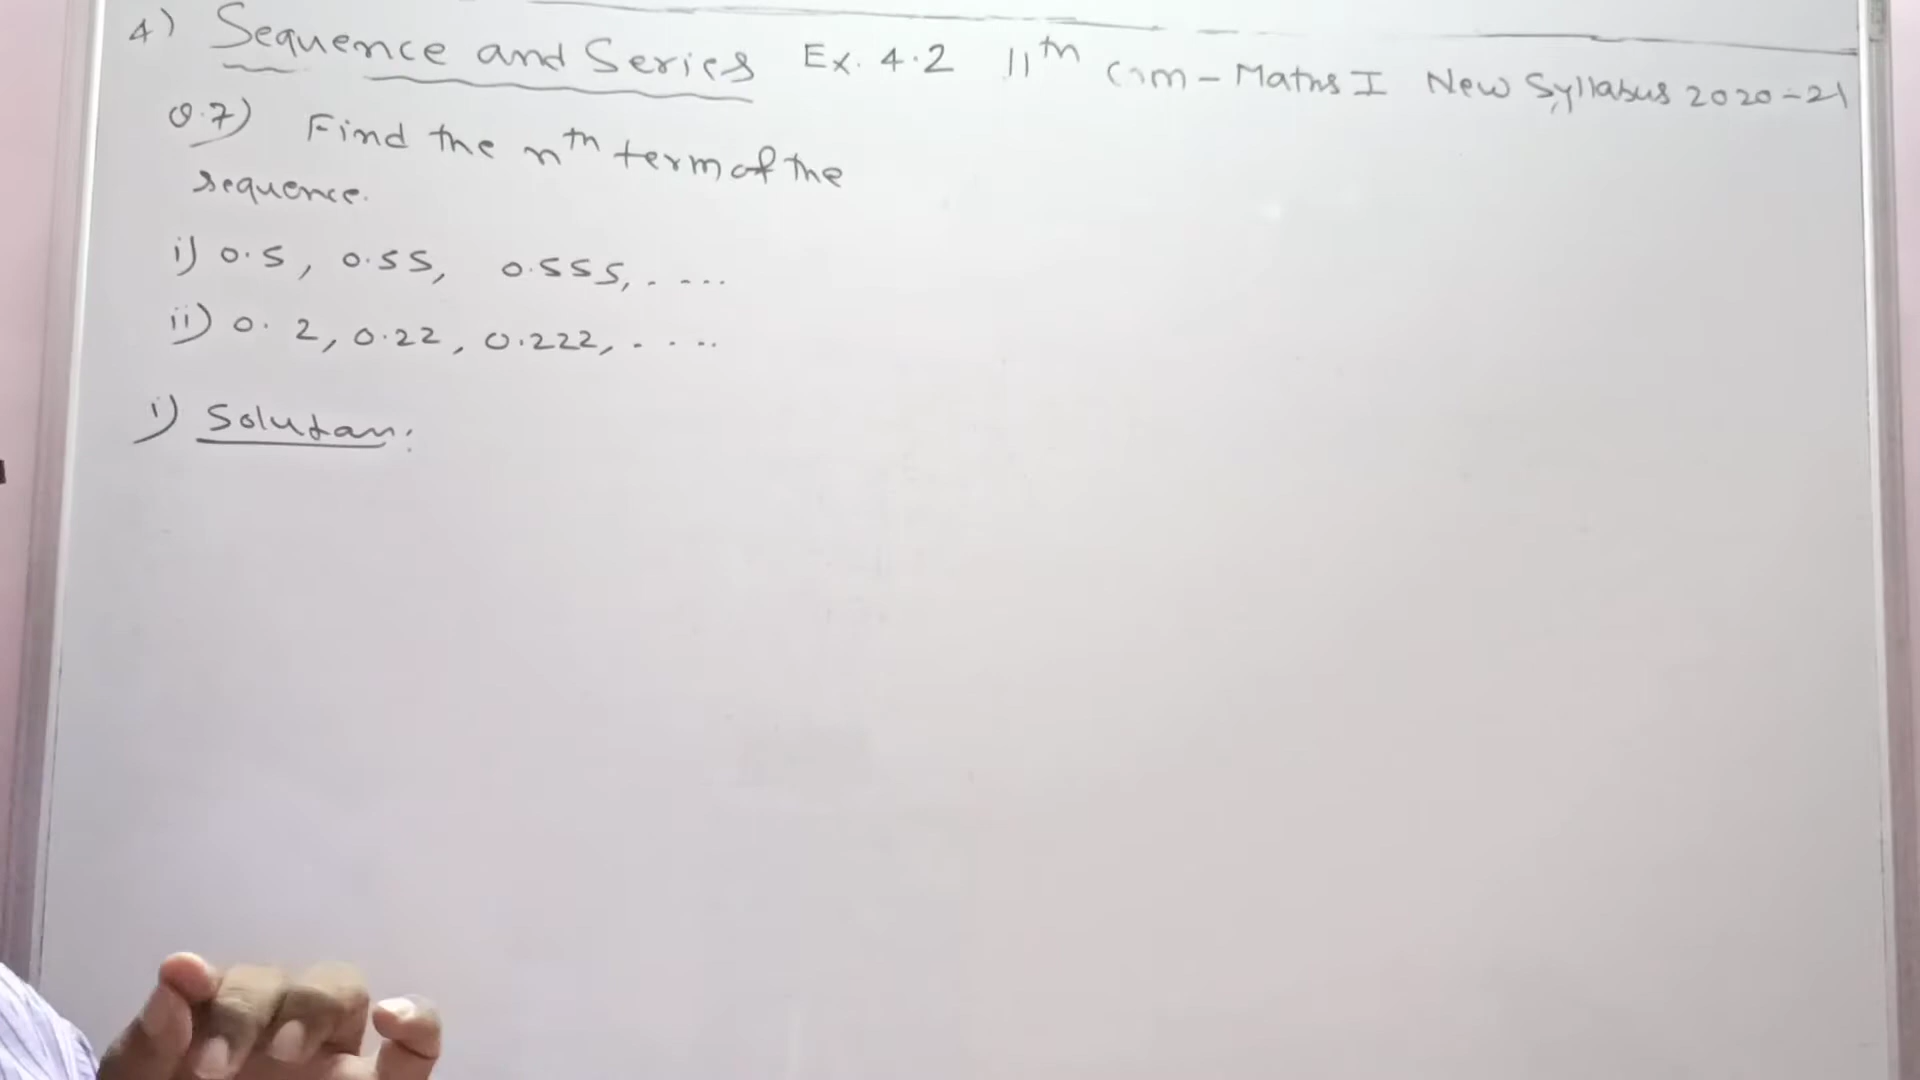 4) Sequence and Series Ex. 4.2 11th Com - Maths I New Syllabus 2020-21
Q.7) Find the nth term of the
sequence.
i) 0.5, 0.55, 0.555, . ....
ii) 0. 2, 0.22, 0.222, . . ...
i) Solution: